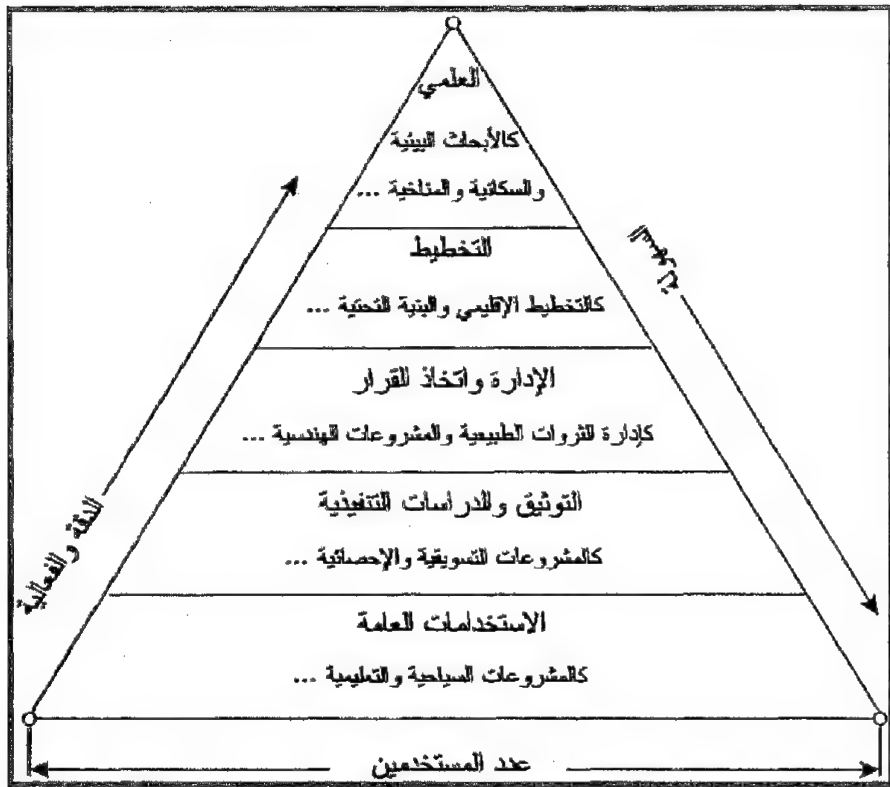 العلمي
كالأبحاث البيئية
والسكانية والمناخية ...
التخطيط
كالتخطيط الإقليمي والبنية التحتية ...
الإدارة واتخاذ القرار
كإدارة الثروات الطبيعية والمشروعات الهندسية ...
التوثيق والدراسات التنفيذية
كالمشروعات التسويقية والإحصائية ...
الاستخدامات العامة
كالمشروعات السياحية والتعليمية ...
السهولة
الدقة والفعالية
عدد المستخدمين